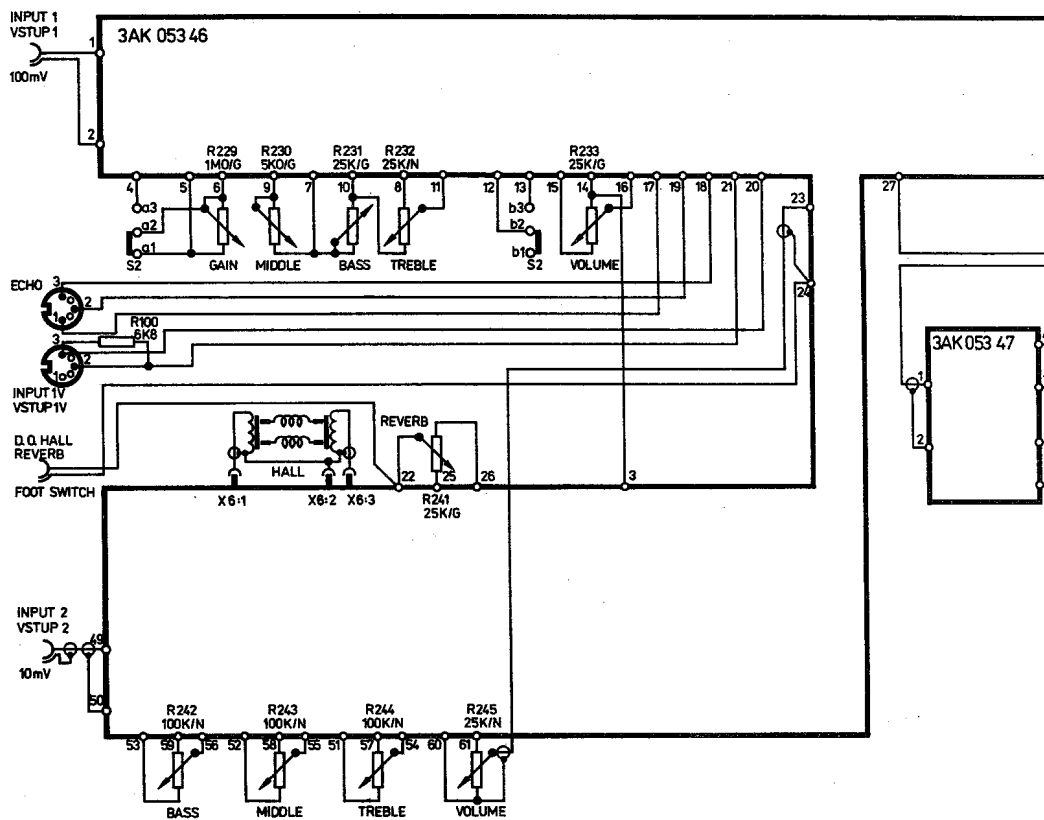 INPUT 1
VSTUP 1
100mV
1
2
3AK 053 46
R229
1M0/G
R230
5K0/G
R231
25K/G
R232
25K/N
R233
25K/G
4 5 6 9 7 10 8 11 12 13 15 14 16 17 19 18 21 20
27
23
24
a3
a2
a1
S2
GAIN
MIDDLE
BASS
TREBLE
b3
b2
b1
S2
VOLUME
ECHO
3
2
1
R100
6K8
3
2
1
INPUT 1V
VSTUP 1V
3AK 053 47
1
2
D.O. HALL
REVERB
FOOT SWITCH
HALL
X6:1
X6:2
X6:3
REVERB
22
25
26
R241
25K/G
3
INPUT 2
VSTUP 2
10mV
49
50
R242
100K/N
R243
100K/N
R244
100K/N
R245
25K/N
53 59 56 52 58 55 51 57 54 60 61
BASS
MIDDLE
TREBLE
VOLUME